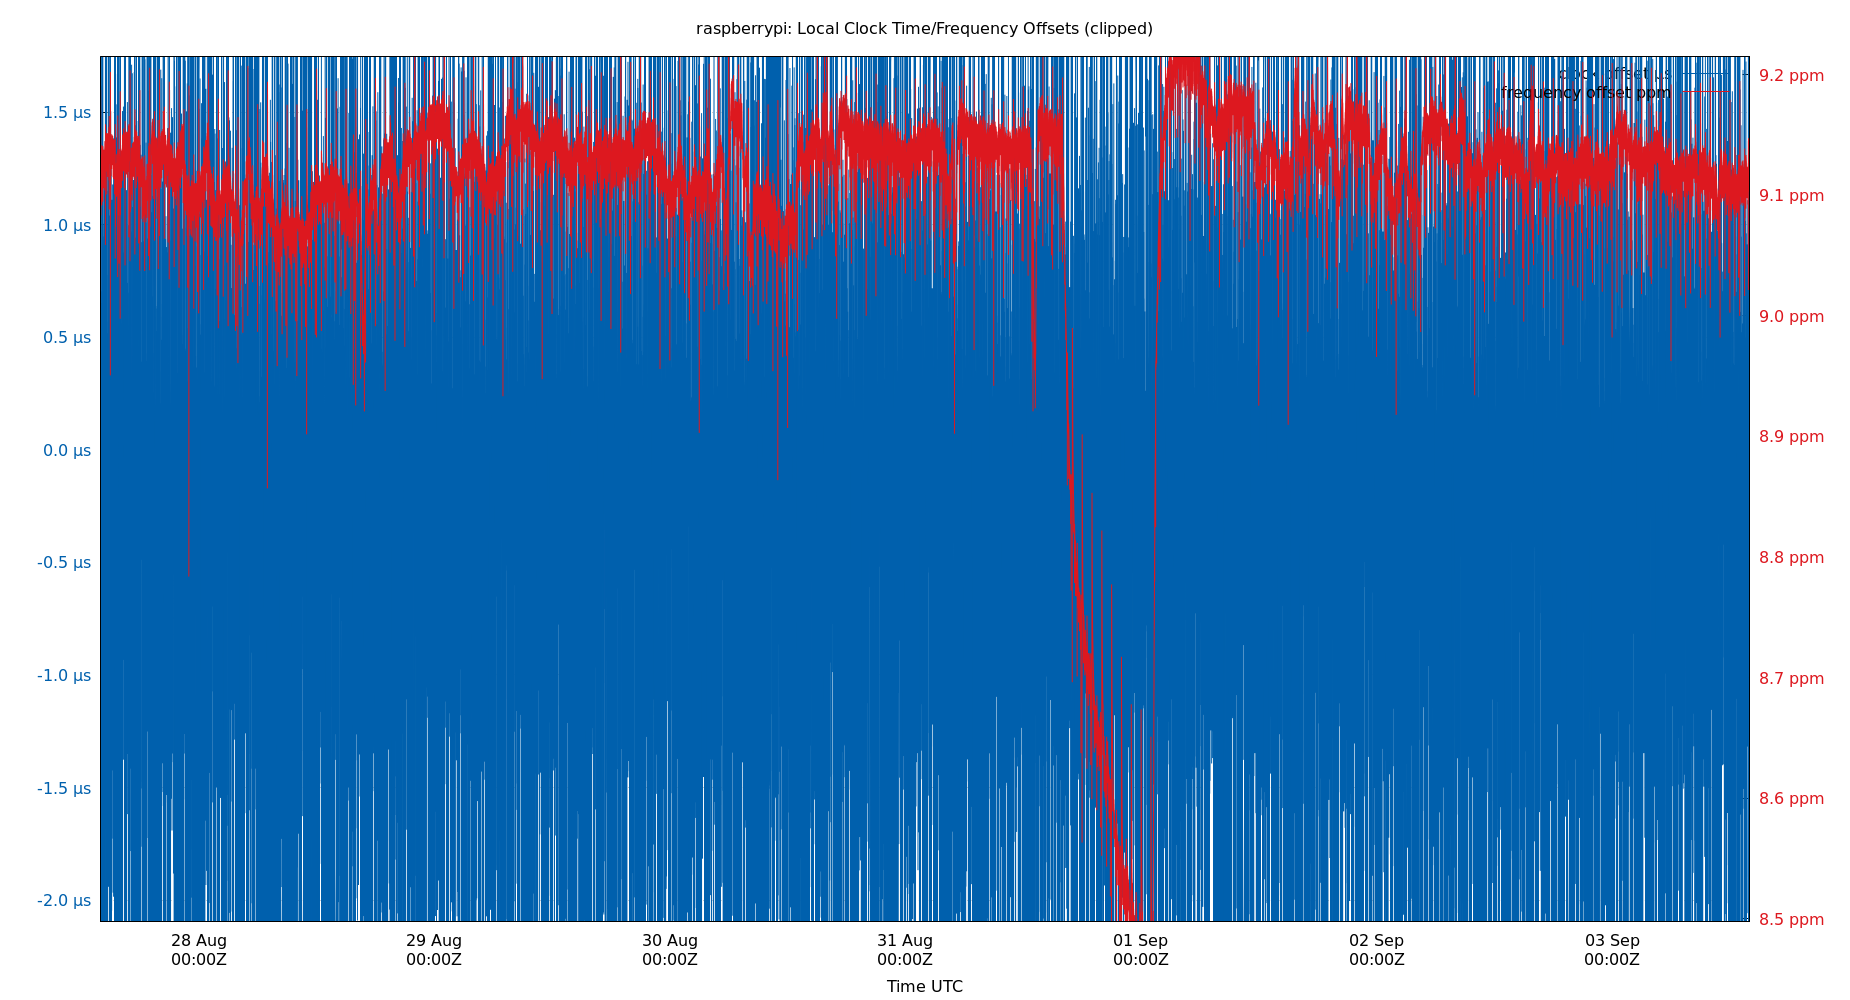 raspberrypi: Local Clock Time/Frequency Offsets (clipped)
clock offset µs
frequency offset ppm
1.5 µs
1.0 µs
0.5 µs
0.0 µs
-0.5 µs
-1.0 µs
-1.5 µs
-2.0 µs
9.2 ppm
9.1 ppm
9.0 ppm
8.9 ppm
8.8 ppm
8.7 ppm
8.6 ppm
8.5 ppm
28 Aug
00:00Z
29 Aug
00:00Z
30 Aug
00:00Z
31 Aug
00:00Z
01 Sep
00:00Z
02 Sep
00:00Z
03 Sep
00:00Z
Time UTC